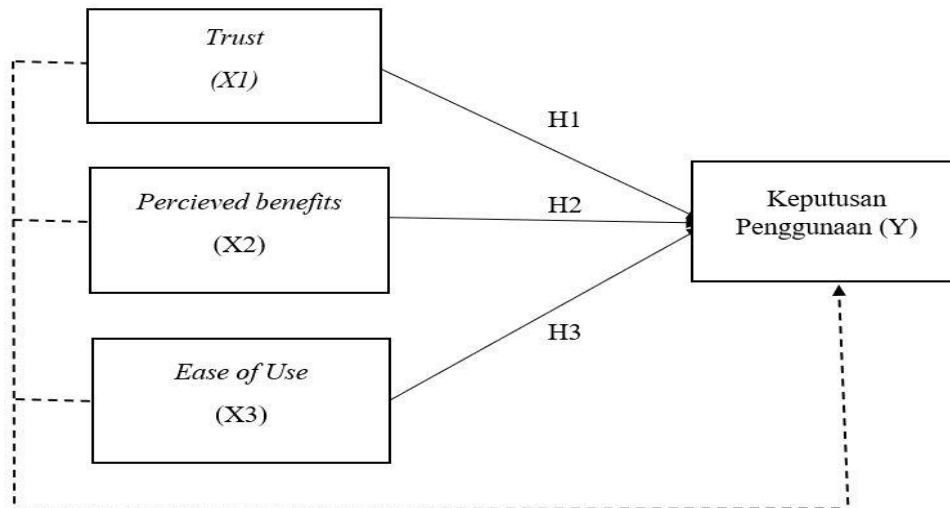 Trust
(X1)
H1
Percieved benefits
(X2)
H2
Keputusan
Penggunaan (Y)
H3
Ease of Use
(X3)